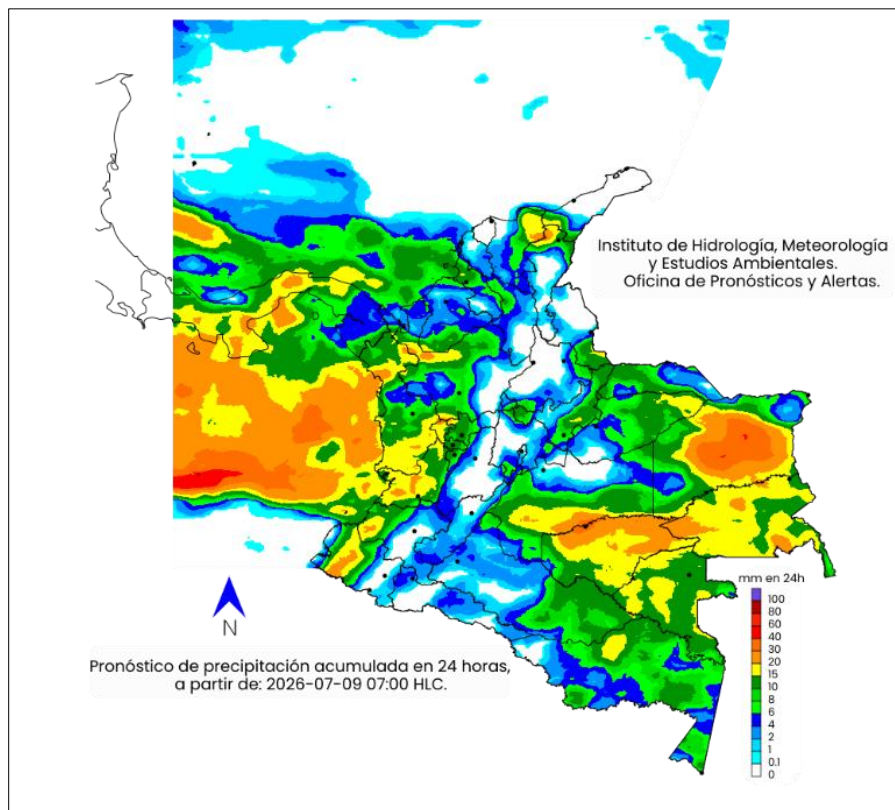 Instituto de Hidrología, Meteorología
y Estudios Ambientales.
Oficina de Pronósticos y Alertas.
N
Pronóstico de precipitación acumulada en 24 horas,
a partir de: 2026-07-09 07:00 HLC.
mm en 24h
100
80
60
40
30
20
15
10
8
6
4
2
1
0.1
0